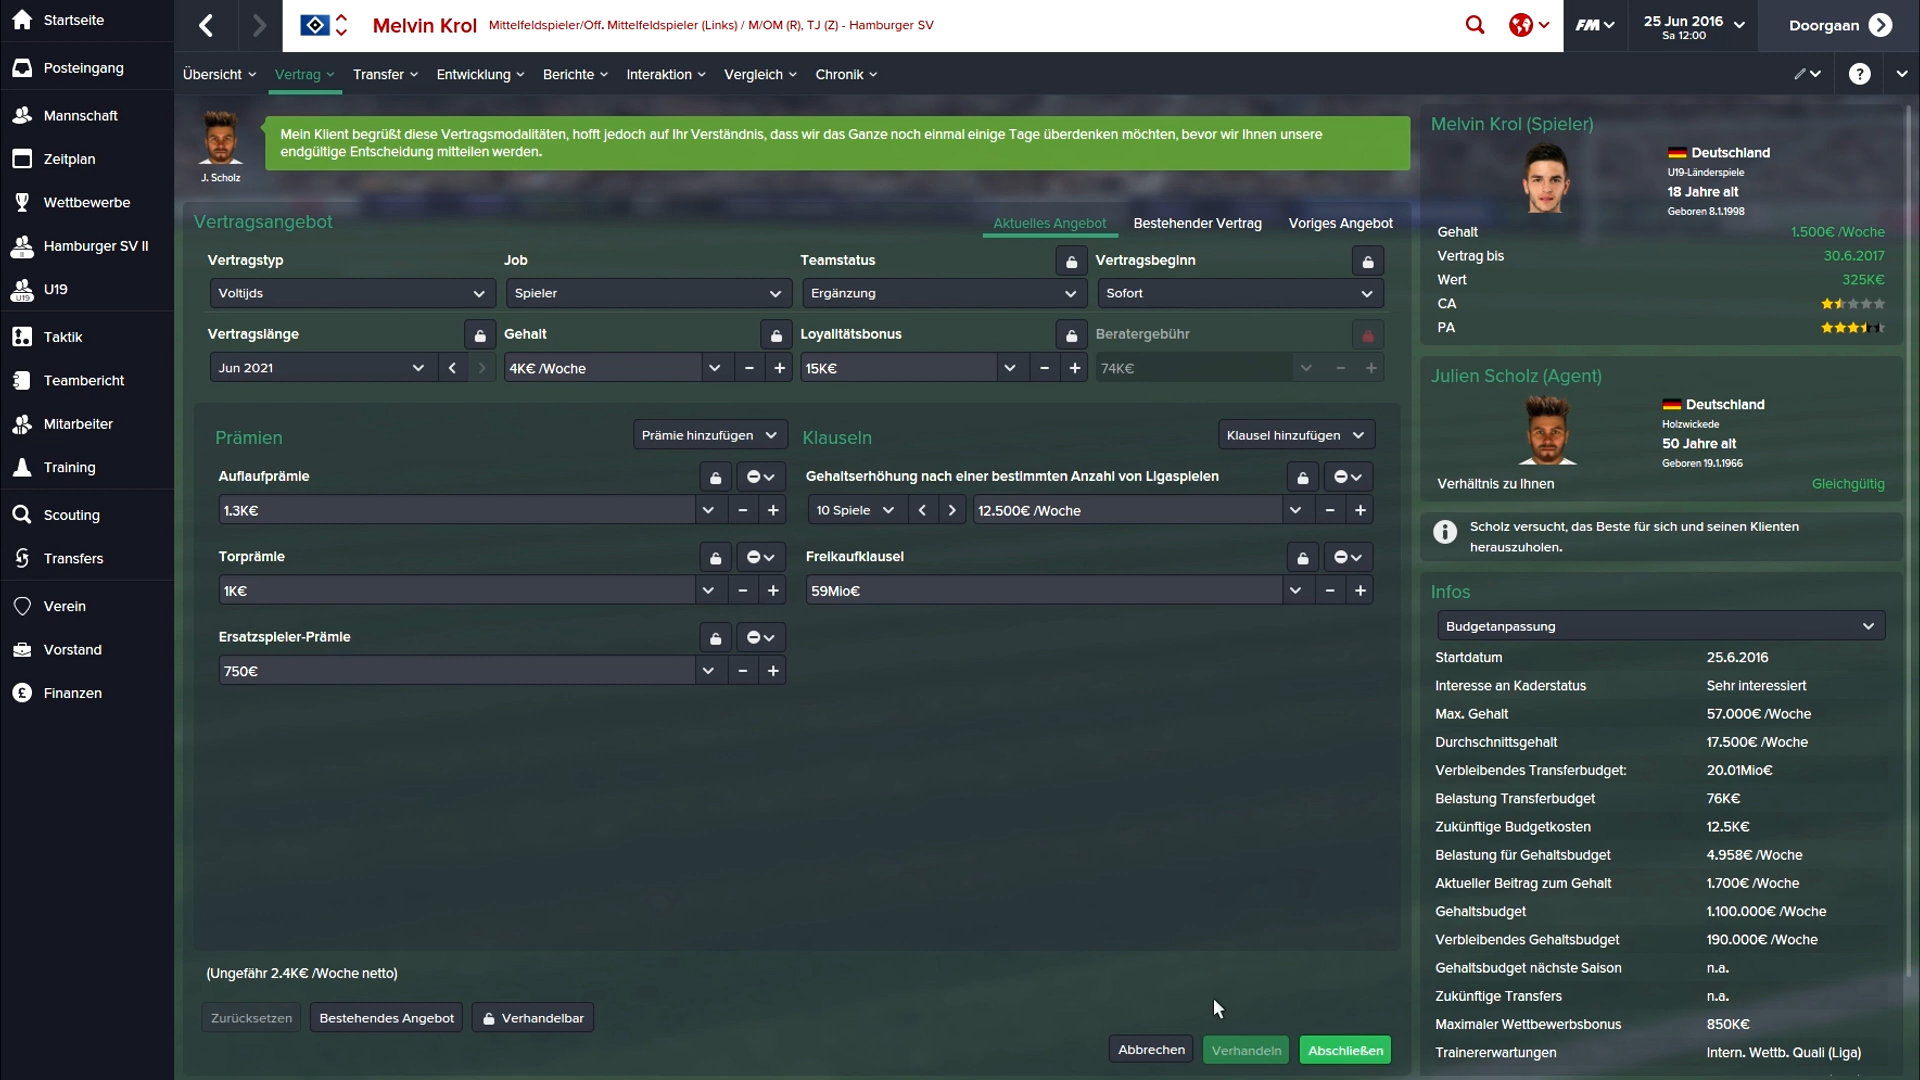 Startseite
Posteingang
Mannschaft
Zeitplan
Wettbewerbe
Hamburger SV II
U19
Taktik
Teambericht
Mitarbeiter
Training
Scouting
Transfers
Verein
Vorstand
Finanzen
Melvin Krol Mittelfeldspieler/Off. Mittelfeldspieler (Links) / M/OM (R), TJ (Z) - Hamburger SV
FM
25 Jun 2016
Sa 12:00
Doorgaan
Übersicht Vertrag Transfer Entwicklung Berichte Interaktion Vergleich Chronik
?
J. Scholz
Mein Klient begrüßt diese Vertragsmodalitäten, hofft jedoch auf Ihr Verständnis, dass wir das Ganze noch einmal einige Tage überdenken möchten, bevor wir Ihnen unsere
endgültige Entscheidung mitteilen werden.
Vertragsangebot
Aktuelles Angebot Bestehender Vertrag Voriges Angebot
Vertragstyp Job Teamstatus Vertragsbeginn
Voltijds Spieler Ergänzung Sofort
Vertragslänge Gehalt Loyalitätsbonus Beratergebühr
Jun 2021 4K€ /Woche 15K€ 74K€
Prämien
Prämie hinzufügen
Auflaufprämie
1.3K€
Torprämie
1K€
Ersatzspieler-Prämie
750€
Klauseln
Klausel hinzufügen
Gehaltserhöhung nach einer bestimmten Anzahl von Ligaspielen
10 Spiele 12.500€ /Woche
Freikaufklausel
59Mio€
(Ungefähr 2.4K€ /Woche netto)
Zurücksetzen Bestehendes Angebot Verhandelbar
Abbrechen Verhandeln Abschließen
Melvin Krol (Spieler)
Deutschland
U19-Länderspiele
18 Jahre alt
Geboren 8.1.1998
Gehalt 1.500€ /Woche
Vertrag bis 30.6.2017
Wert 325K€
CA
PA
Julien Scholz (Agent)
Deutschland
Holzwickede
50 Jahre alt
Geboren 19.1.1966
Verhältnis zu Ihnen Gleichgültig
Scholz versucht, das Beste für sich und seinen Klienten
herauszuholen.
Infos
Budgetanpassung
Startdatum 25.6.2016
Interesse an Kaderstatus Sehr interessiert
Max. Gehalt 57.000€ /Woche
Durchschnittsgehalt 17.500€ /Woche
Verbleibendes Transferbudget: 20.01Mio€
Belastung Transferbudget 76K€
Zukünftige Budgetkosten 12.5K€
Belastung für Gehaltsbudget 4.958€ /Woche
Aktueller Beitrag zum Gehalt 1.700€ /Woche
Gehaltsbudget 1.100.000€ /Woche
Verbleibendes Gehaltsbudget 190.000€ /Woche
Gehaltsbudget nächste Saison n.a.
Zukünftige Transfers n.a.
Maximaler Wettbewerbsbonus 850K€
Trainererwartungen Intern. Wettb. Quali (Liga)